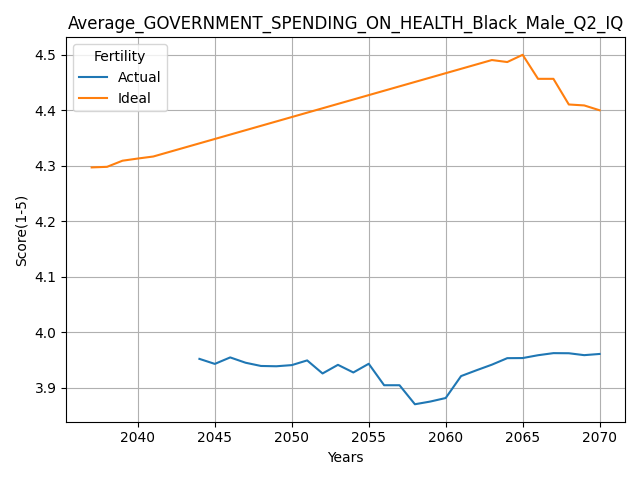 Average_GOVERNMENT_SPENDING_ON_HEALTH_Black_Male_Q2_IQ
Fertility
Actual
Ideal
Score(1-5)
4.5
4.4
4.3
4.2
4.1
4.0
3.9
2040 2045 2050 2055 2060 2065 2070
Years